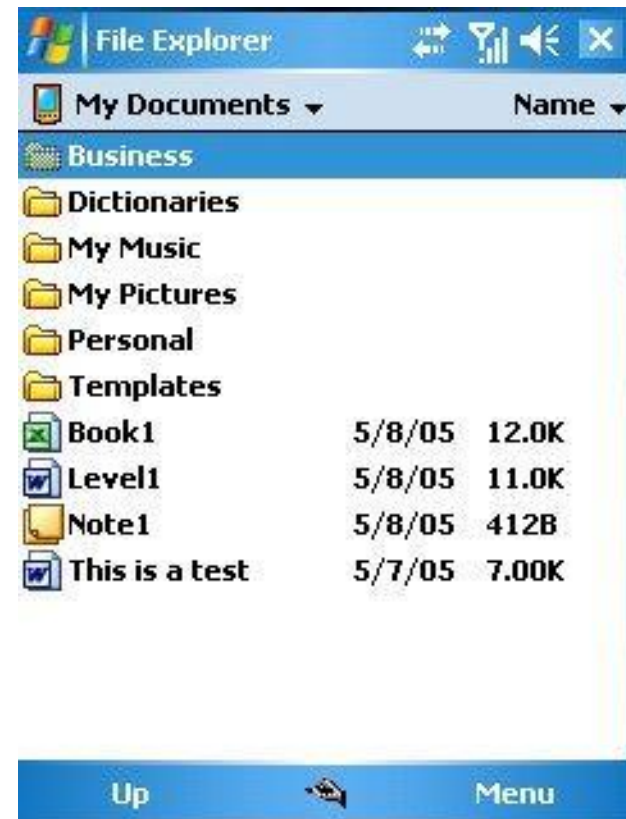 File Explorer
My Documents Name
Business
Dictionaries
My Music
My Pictures
Personal
Templates
Book1 5/8/05 12.0K
Level1 5/8/05 11.0K
Note1 5/8/05 412B
This is a test 5/7/05 7.00K
Up Menu